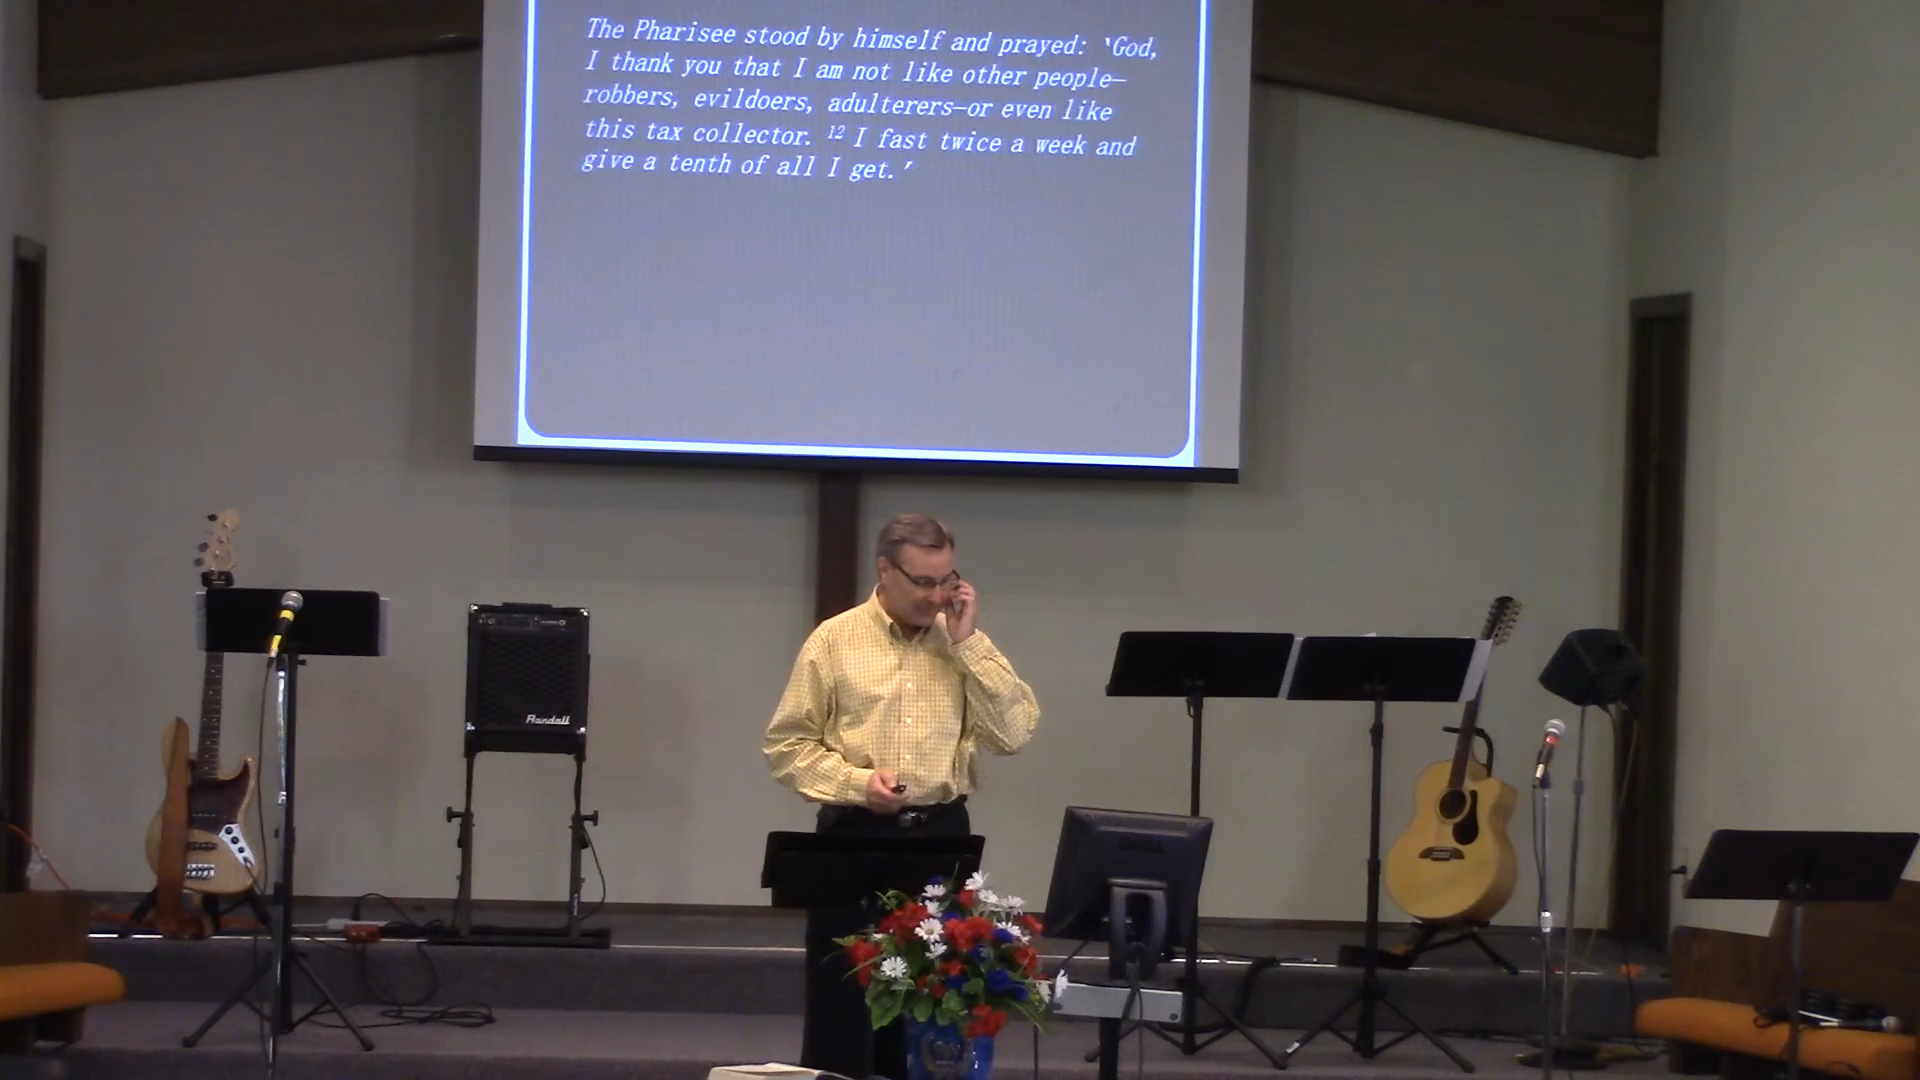 The Pharisee stood by himself and prayed: ‘God,
I thank you that I am not like other people—
robbers, evildoers, adulterers—or even like
this tax collector. 12 I fast twice a week and
give a tenth of all I get.’
Randall